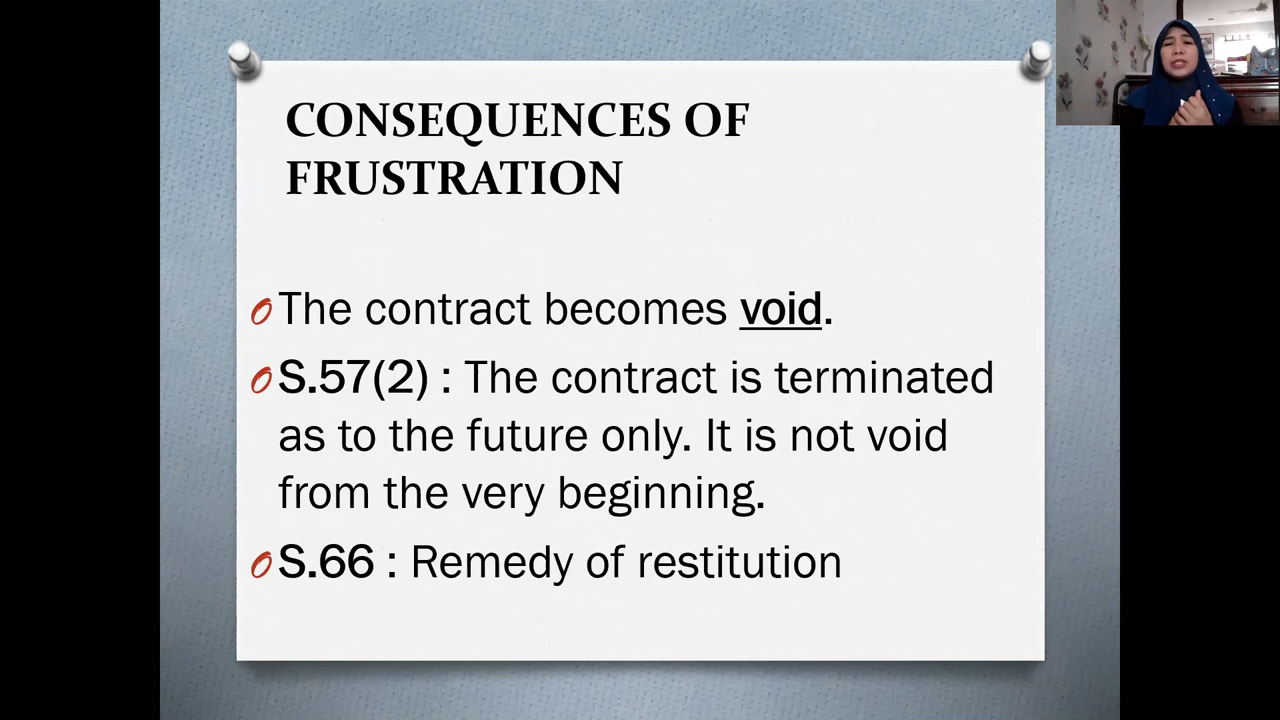 CONSEQUENCES OF
FRUSTRATION
The contract becomes void.
S.57(2) : The contract is terminated
as to the future only. It is not void
from the very beginning.
S.66 : Remedy of restitution